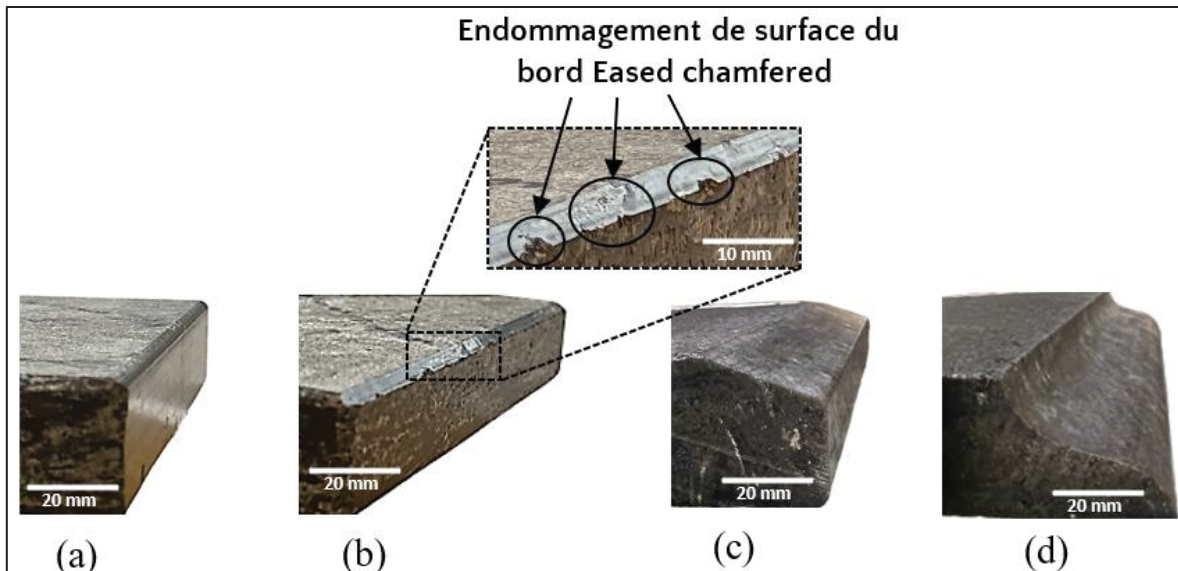 Endommagement de surface du
bord Eased chamfered
10 mm
20 mm
20 mm
20 mm
20 mm
(a)
(b)
(c)
(d)